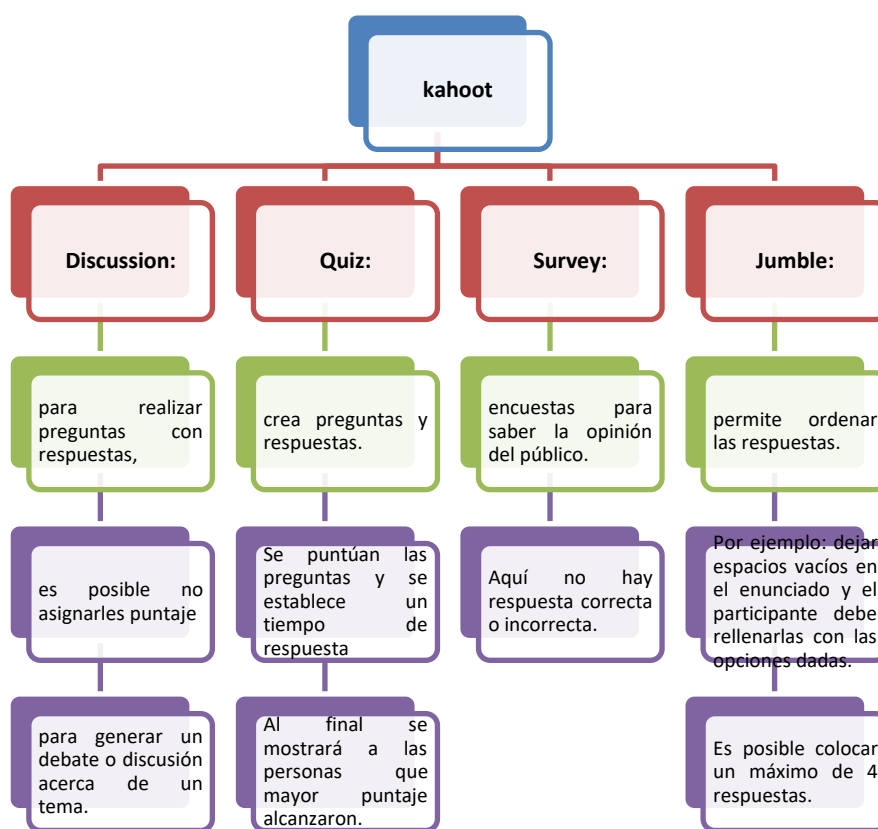 kahoot
Discussion:
Quiz:
Survey:
Jumble:
para realizar
preguntas con
respuestas,
crea preguntas y
respuestas.
encuestas para
saber la opinión
del público.
permite ordenar
las respuestas.
es posible no
asignarles puntaje
Se puntúan las
preguntas y se
establece un
tiempo de
respuesta
Aquí no hay
respuesta correcta
o incorrecta.
Por ejemplo: dejar
espacios vacíos en
el enunciado y el
participante debe
rellenarlas con las
opciones dadas.
para generar un
debate o discusión
acerca de un
tema.
Al final se
mostrará a las
personas que
mayor puntaje
alcanzaron.
Es posible colocar
un máximo de 4
respuestas.